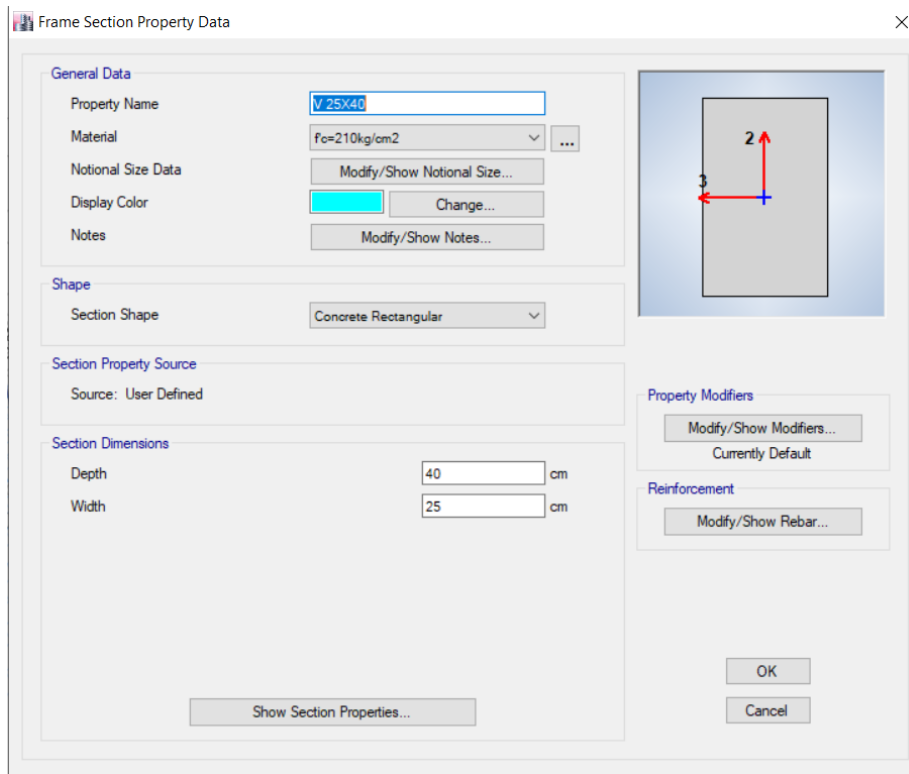 Frame Section Property Data
General Data
Property Name
V 25X40
Material
f'c=210kg/cm2
...
Notional Size Data
Modify/Show Notional Size...
Display Color
Change...
Notes
Modify/Show Notes...
2
3
Shape
Section Shape
Concrete Rectangular
Section Property Source
Source: User Defined
Property Modifiers
Modify/Show Modifiers...
Currently Default
Section Dimensions
Depth
40
cm
Width
25
cm
Reinforcement
Modify/Show Rebar...
Show Section Properties...
OK
Cancel